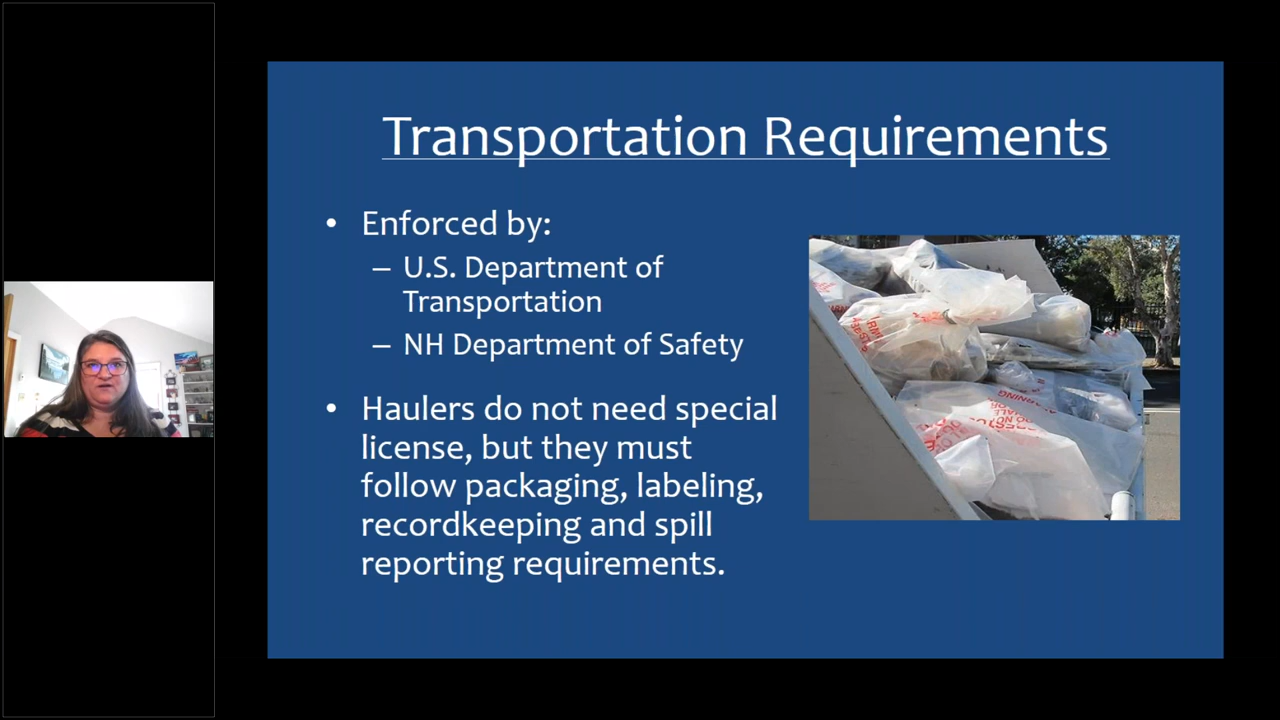 Transportation Requirements
• Enforced by:
– U.S. Department of
Transportation
– NH Department of Safety
• Haulers do not need special
license, but they must
follow packaging, labeling,
recordkeeping and spill
reporting requirements.